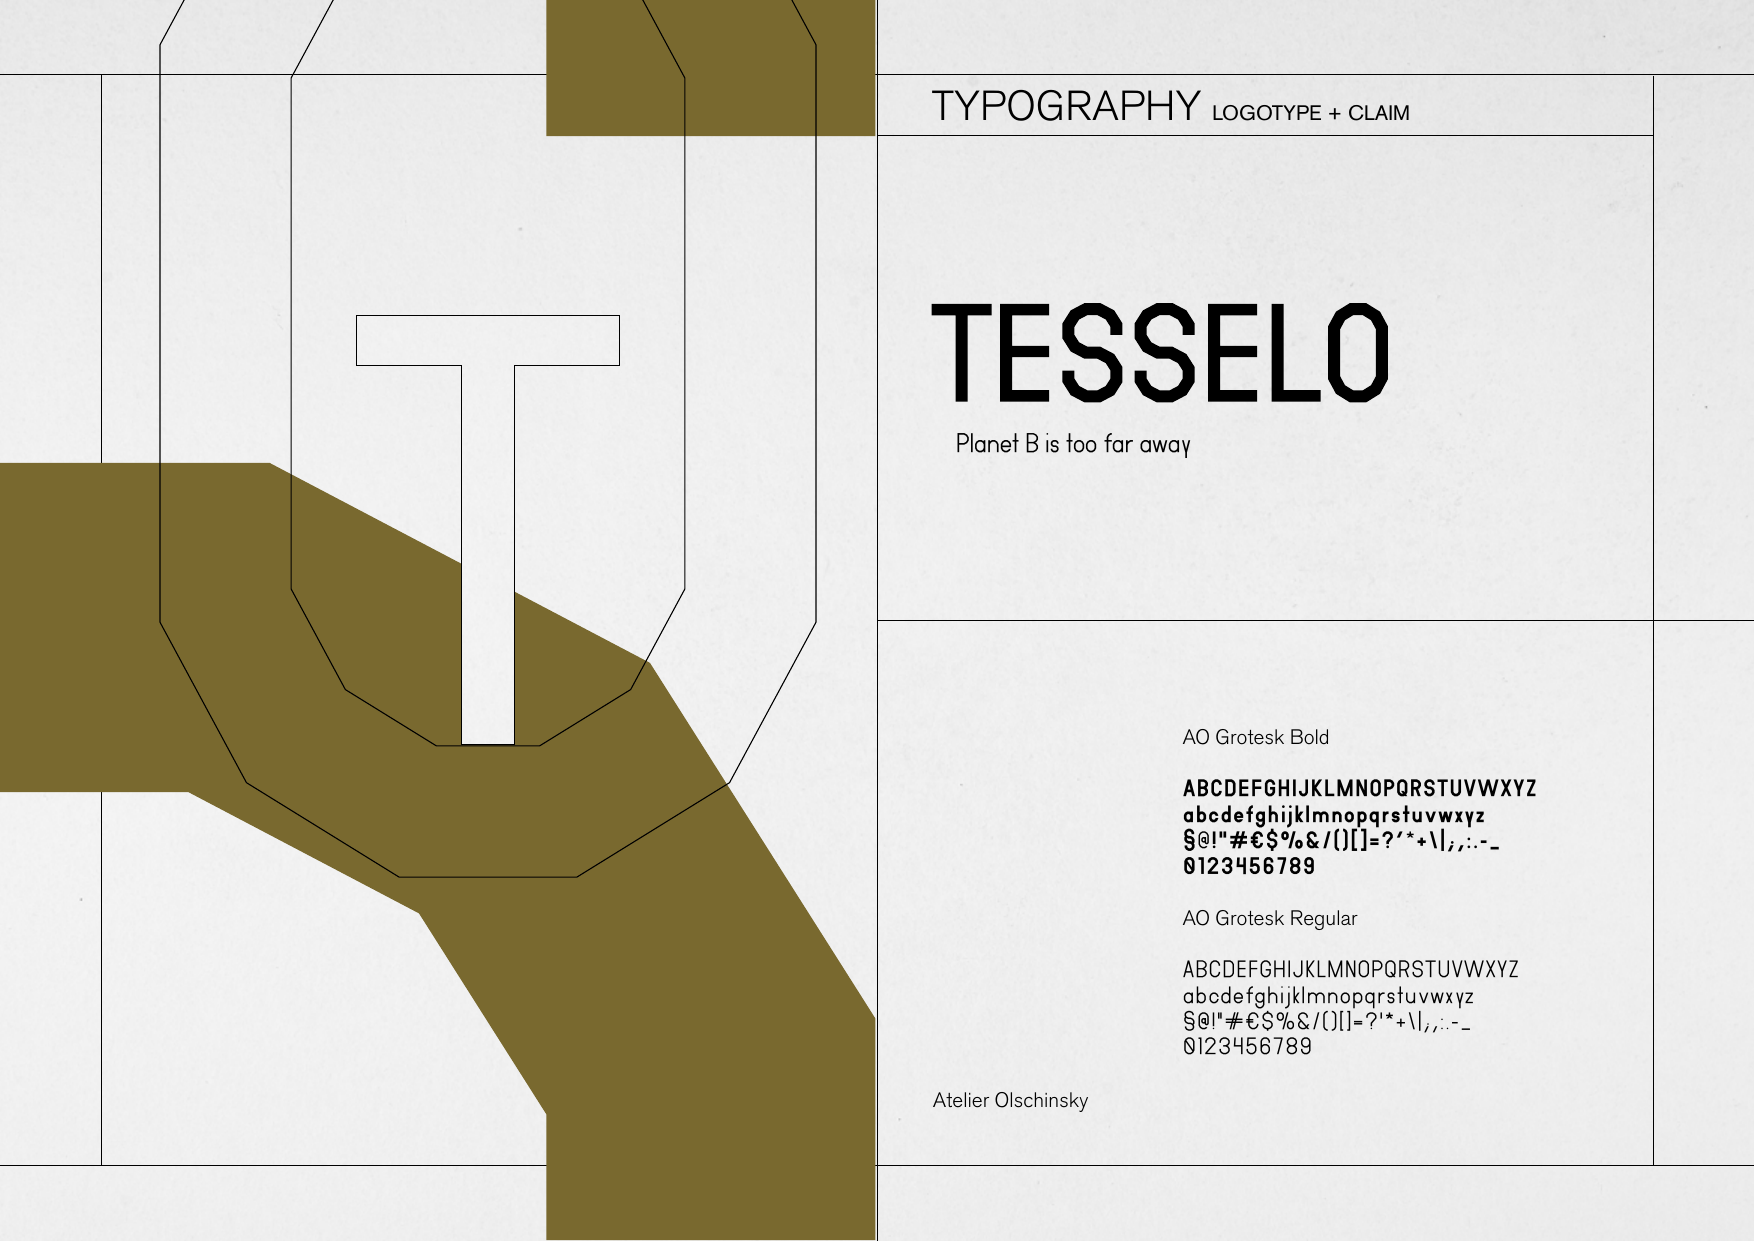 TYPOGRAPHY LOGOTYPE + CLAIM
T
TESSELO
Planet B is too far away
AO Grotesk Bold
ABCDEFGHIJKLMNOPQRSTUVWXYZ
abcdefghijklmnopqrstuvwxyz
§@!"#€$%&/()[]=?´*+\|;,:.-_
0123456789
AO Grotesk Regular
ABCDEFGHIJKLMNOPQRSTUVWXYZ
abcdefghijklmnopqrstuvwxyz
§@!"#€$%&/()[]=?'*+\|;,:.-_
0123456789
Atelier Olschinsky